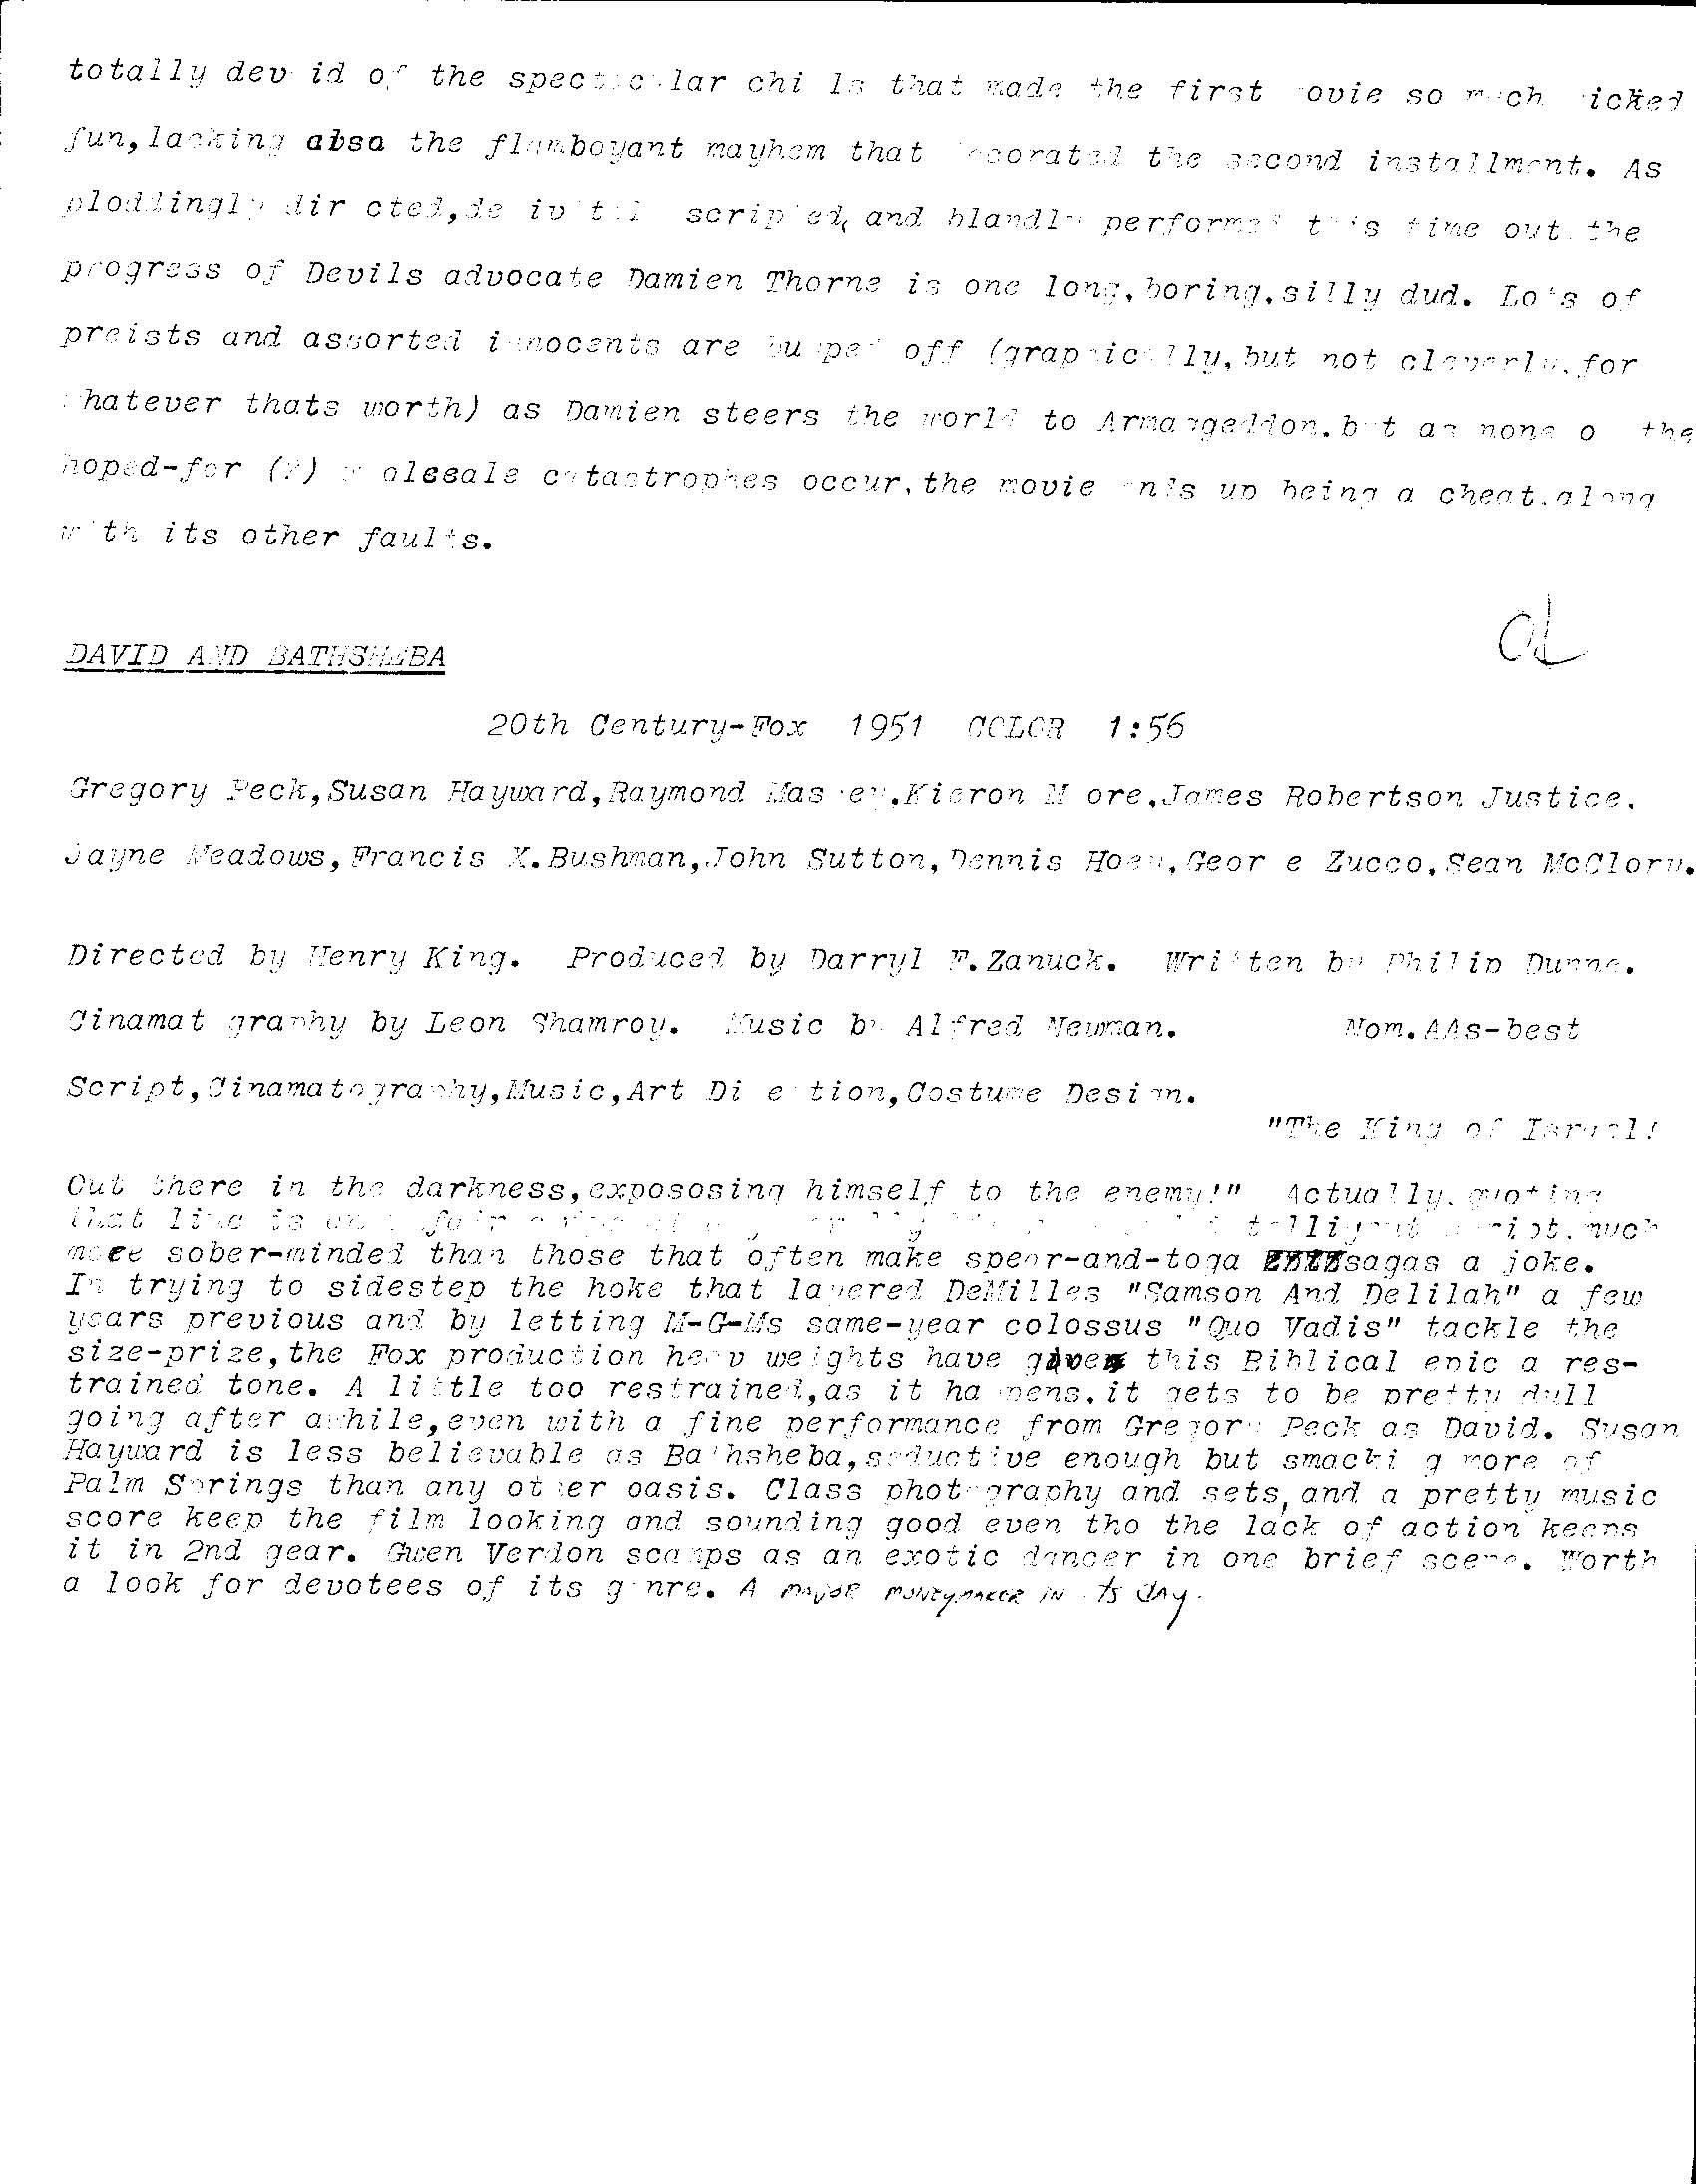 totally devoid of the spectacular chills that made the first movie so much wicked
fun,lacking also the flamboyant mayhem that decorated the second installment. As
ploddingly directed, scripted, and blandly performed this time out,the
progress of Devils advocate Damien Thorne is one long,boring,silly dud. Lots of
preists and assorted innocents are bumped off (graphically,but not cleverly,for
whatever thats worth) as Damien steers the world to Armargeddon,but as none of the
hoped-for (?) wholesale catastrophes occur,the movie ends up being a cheat,along
with its other faults.
OL
DAVID AND BATHSHEBA
20th Century-Fox 1951 COLOR 1:56
Gregory Peck,Susan Hayward,Raymond Massey,Kieron Moore,James Robertson Justice,
Jayne Meadows,Francis X.Bushman,John Sutton,Dennis Hoey,George Zucco,Sean McClory.
Directed by Henry King. Produced by Darryl F.Zanuck. Written by Philip Dunne.
Cinamatography by Leon Shamroy. Music by Alfred Newman. Nom.AAs-best
Script,Cinamatography,Music,Art Direction,Costume Design.
"The King of Israel!
Out there in the darkness,expososing himself to the enemy!" Actually,quoting
that line is script,much
more sober-minded than those that often make spear-and-toga sagas a joke.
In trying to sidestep the hoke that layered DeMilles "Samson And Delilah" a few
years previous and by letting M-G-Ms same-year colossus "Quo Vadis" tackle the
size-prize,the Fox production heavy weights have given this Biblical epic a res-
trained tone. A little too restrained,as it happens,it gets to be pretty dull
going after awhile,even with a fine performance from Gregory Peck as David. Susan
Hayward is less believable as Bathsheba,seductive enough but smacking more of
Palm Springs than any other oasis. Class photography and sets, and a pretty music
score keep the film looking and sounding good even tho the lack of action keeps
it in 2nd gear. Gwen Verdon scamps as an exotic dancer in one brief scene. Worth
a look for devotees of its genre. A MAJOR MONEYMAKER IN ITS DAY.